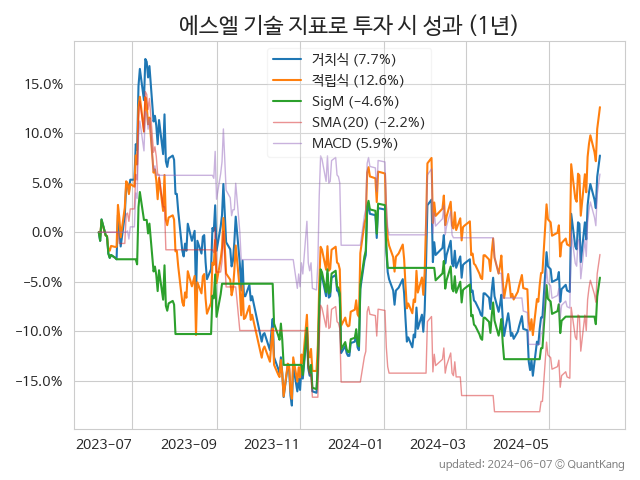 에스엘 기술 지표로 투자 시 성과 (1년)
거치식 (7.7%)
적립식 (12.6%)
SigM (−4.6%)
SMA(20) (−2.2%)
MACD (5.9%)
15.0%
10.0%
5.0%
0.0%
−5.0%
−10.0%
−15.0%
2023-07 2023-09 2023-11 2024-01 2024-03 2024-05
updated: 2024-06-07 © QuantKang